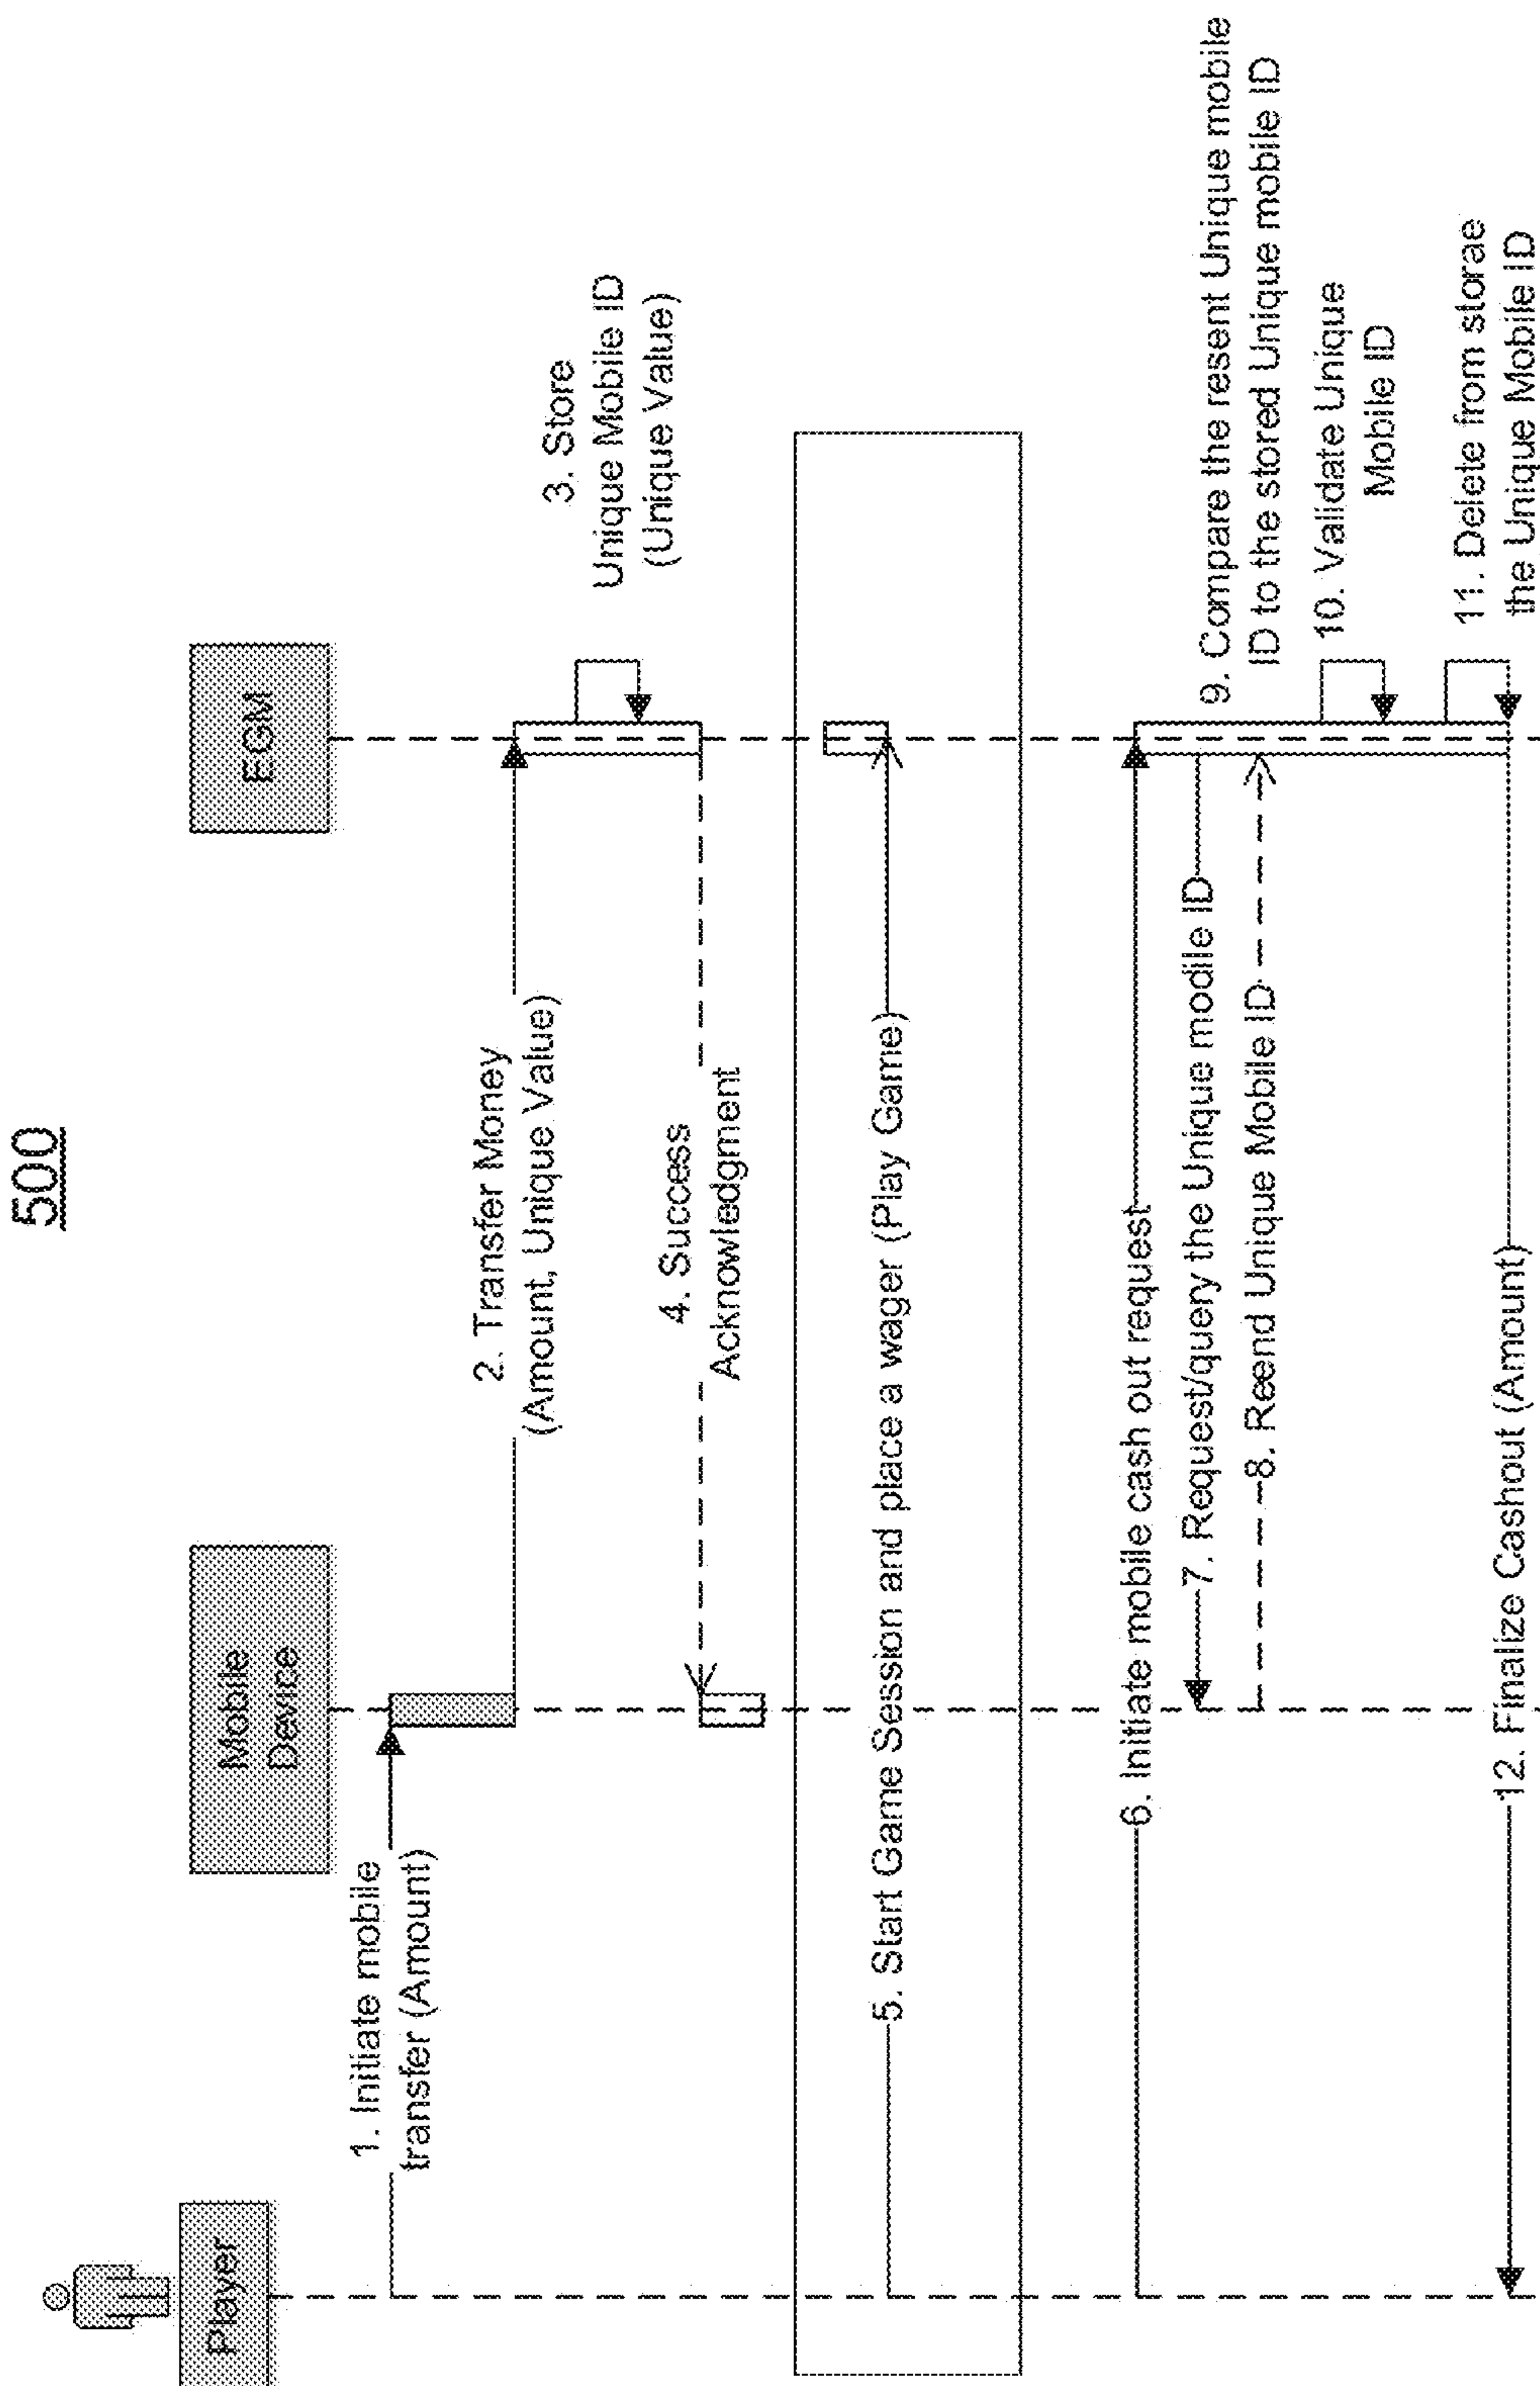 500
Player
Mobile
Device
EGM
1. Initiate mobile
transfer (Amount)
2. Transfer Money
(Amount, Unique Value)
3. Store
Unique Mobile ID
(Unique Value)
4. Success
Acknowledgment
5. Start Game Session and place a wager (Play Game)
6. Initiate mobile cash out request
7. Request/query the Unique modile ID
8. Reend Unique Mobile ID
9. Compare the resent Unique mobile
ID to the stored Unique mobile ID
10. Validate Unique
Mobile ID
11. Delete from storae
the Unique Mobile ID
12. Finalize Cashout (Amount)